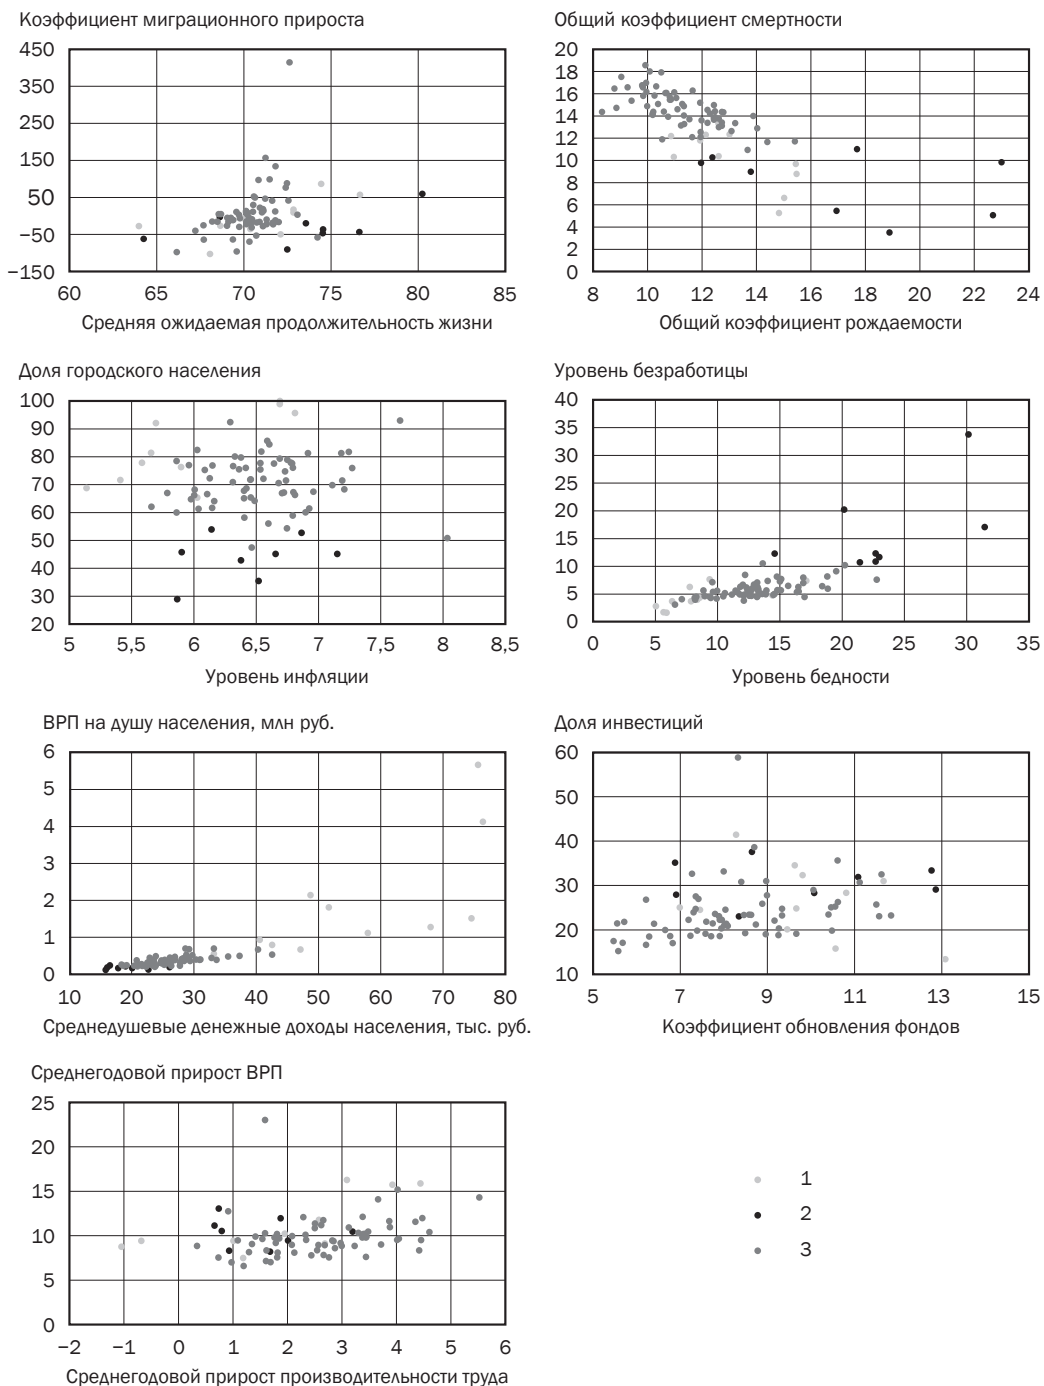 Коэффициент миграционного прироста
450
350
250
150
50
−50
−150
60 65 70 75 80 85
Средняя ожидаемая продолжительность жизни
Общий коэффициент смертности
20
18
16
14
12
10
8
6
4
2
0
8 10 12 14 16 18 20 22 24
Общий коэффициент рождаемости
Доля городского населения
100
90
80
70
60
50
40
30
20
5 5,5 6 6,5 7 7,5 8 8,5
Уровень инфляции
Уровень безработицы
40
35
30
25
20
15
10
5
0
0 5 10 15 20 25 30 35
Уровень бедности
ВРП на душу населения, млн руб.
6
5
4
3
2
1
0
10 20 30 40 50 60 70 80
Среднедушевые денежные доходы населения, тыс. руб.
Доля инвестиций
60
50
40
30
20
10
5 7 9 11 13 15
Коэффициент обновления фондов
Среднегодовой прирост ВРП
25
20
15
10
5
0
−2 −1 0 1 2 3 4 5 6
Среднегодовой прирост производительности труда
1
2
3